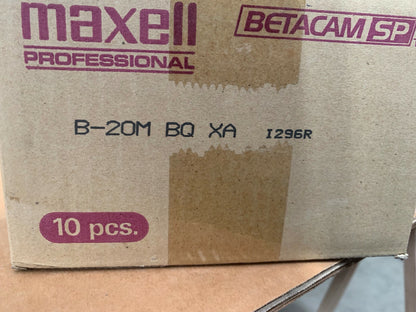 maxell
PROFESSIONAL
BETACAM SP
B-20M BQ XA I296R
10 pcs.